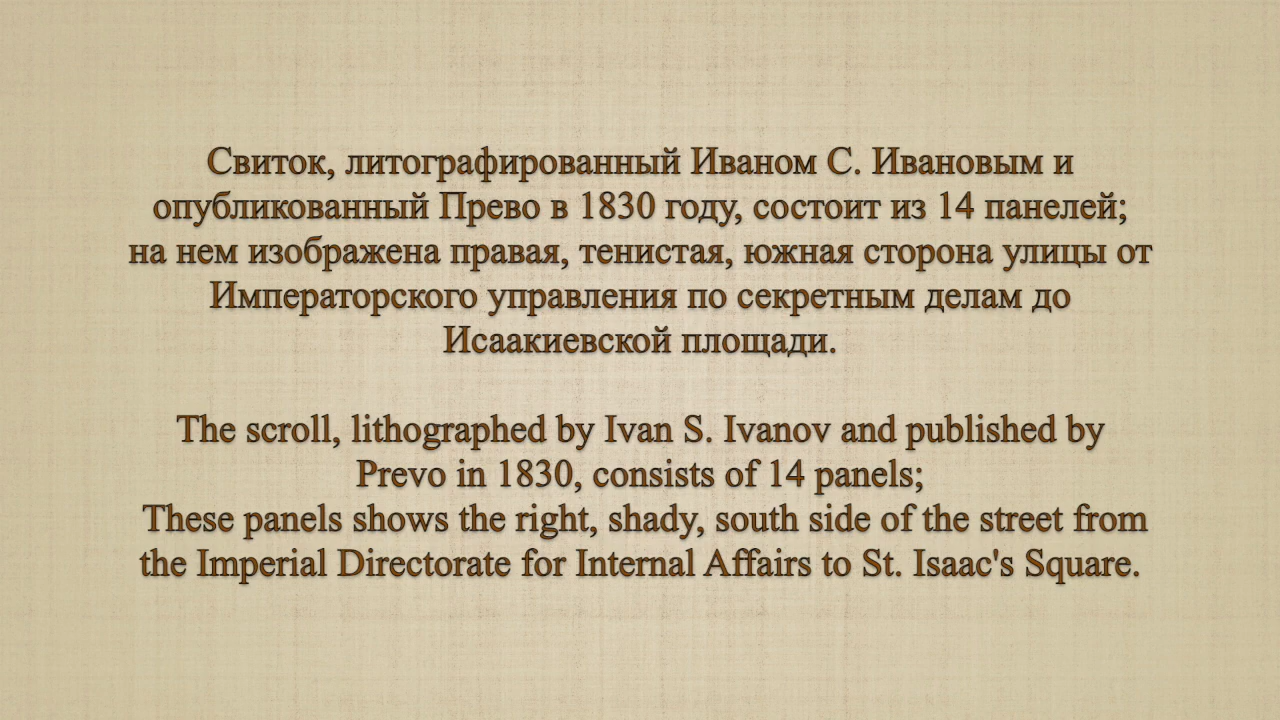 Свиток, литографированный Иваном С. Ивановым и
опубликованный Прево в 1830 году, состоит из 14 панелей;
на нем изображена правая, тенистая, южная сторона улицы от
Императорского управления по секретным делам до
Исаакиевской площади.
The scroll, lithographed by Ivan S. Ivanov and published by
Prevo in 1830, consists of 14 panels;
These panels shows the right, shady, south side of the street from
the Imperial Directorate for Internal Affairs to St. Isaac's Square.